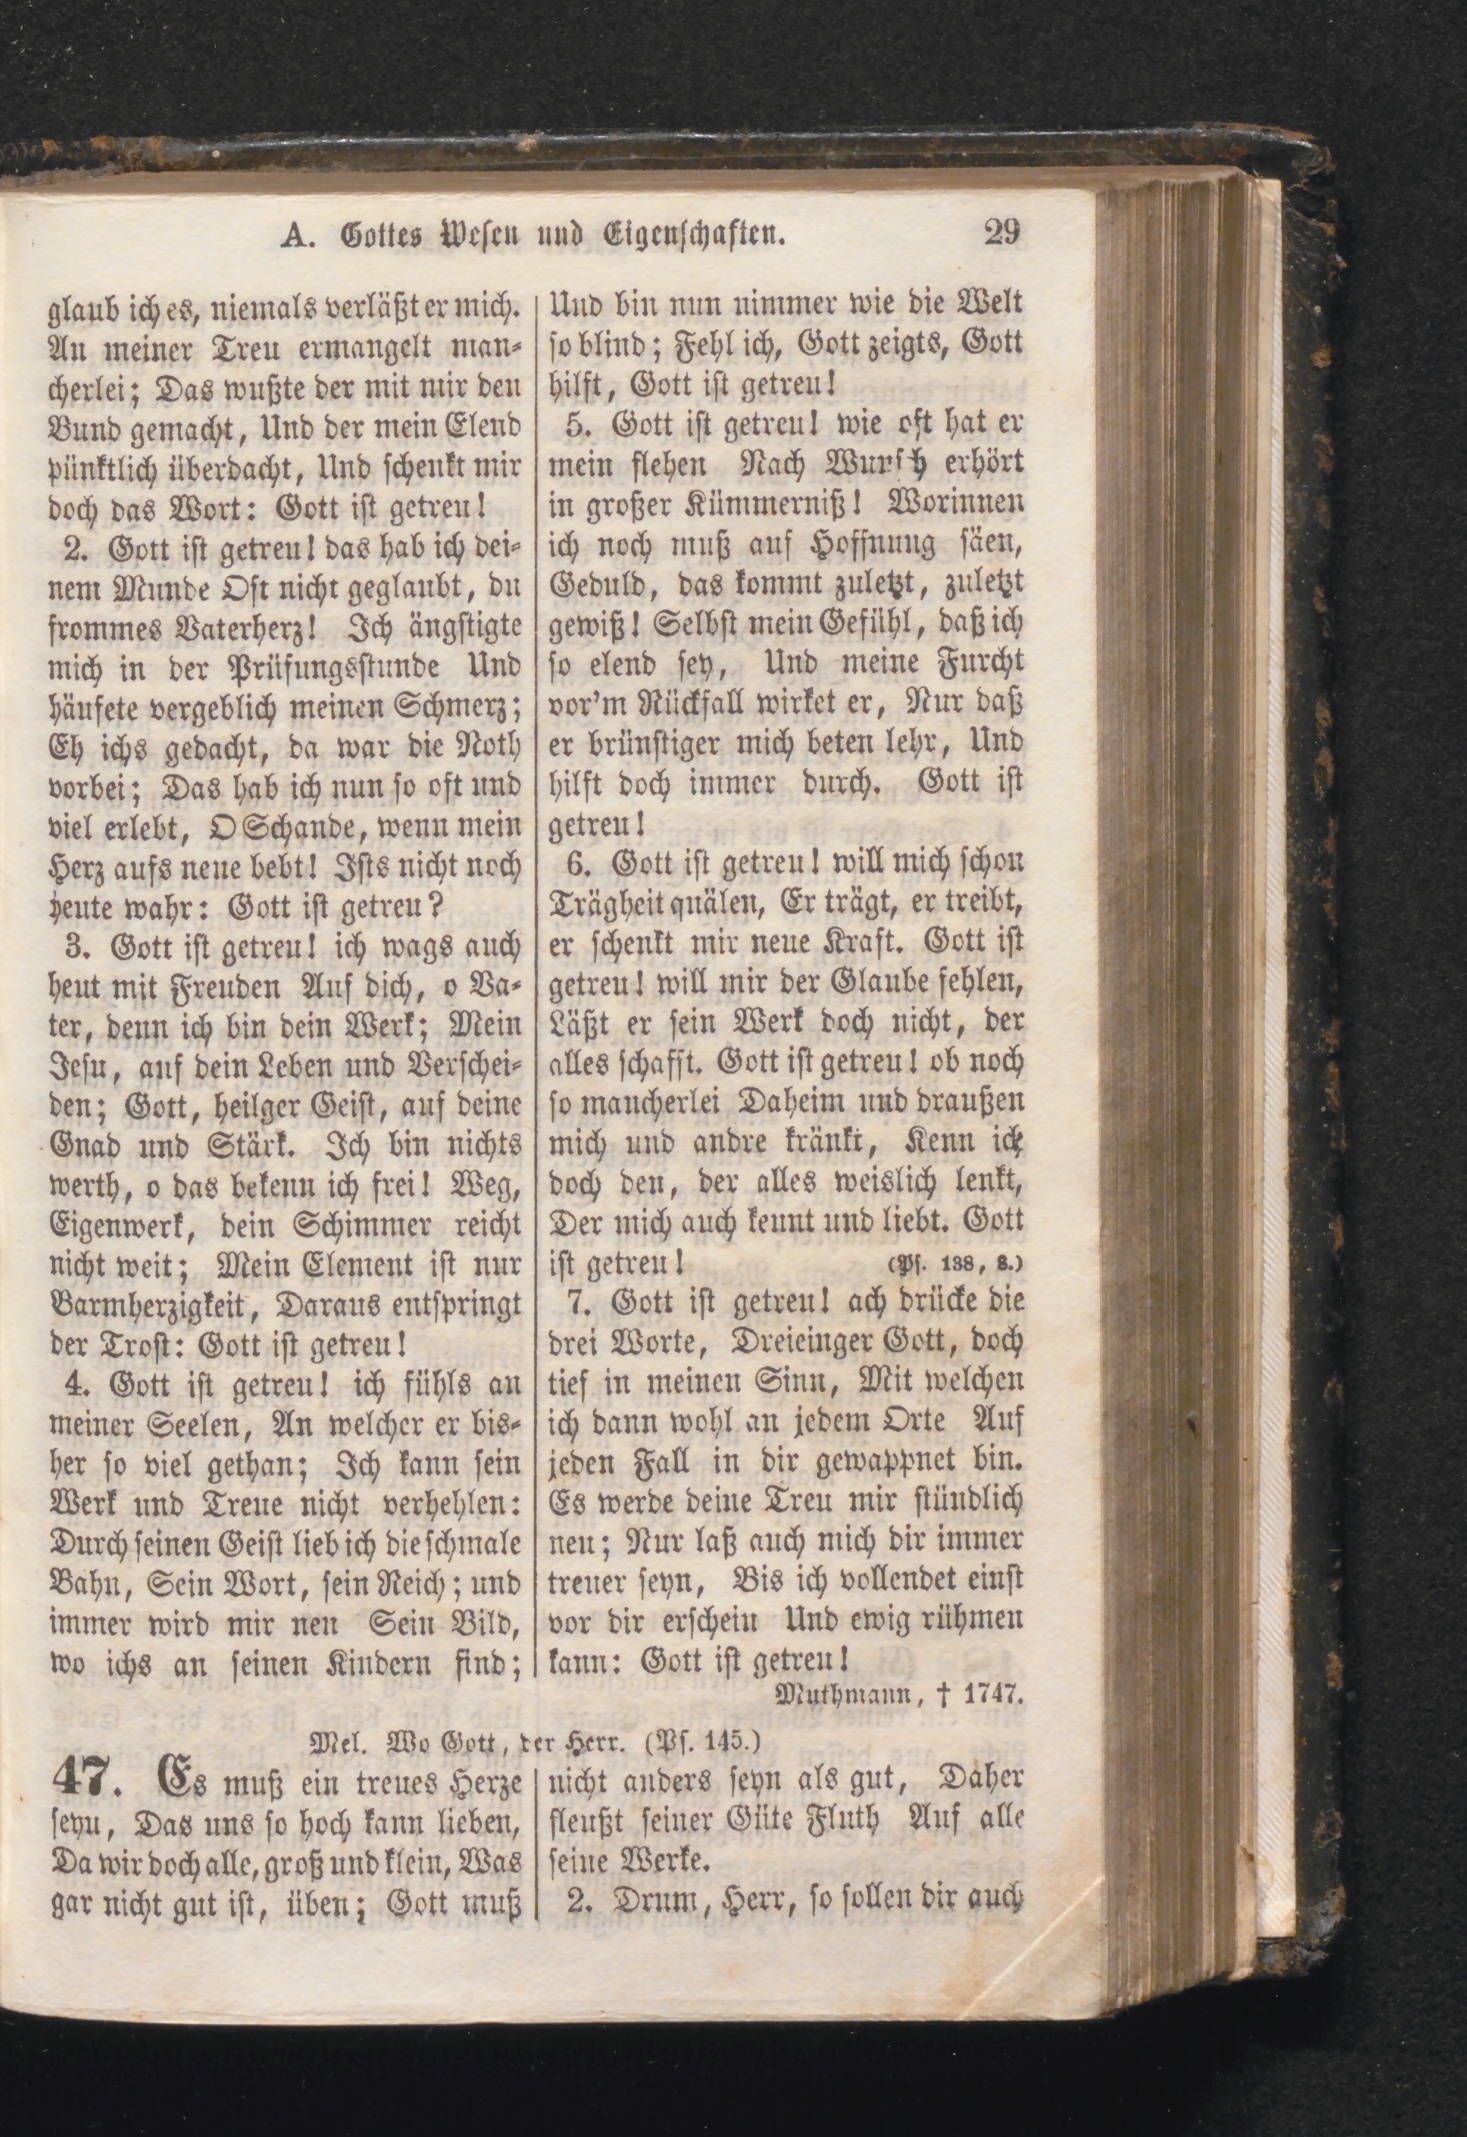 A. Gottes Wesen und Eigenschaften. 29
glaub ich es, niemals verläßt er mich.
An meiner Treu ermangelt man-
cherlei; Das wußte der mit mir den
Bund gemacht, Und der mein Elend
pünktlich überdacht, Und schenkt mir
doch das Wort: Gott ist getreu!
2. Gott ist getreu! das hab ich dei-
nem Munde Oft nicht geglaubt, du
frommes Vaterherz! Ich ängstigte
mich in der Prüfungsstunde Und
häufete vergeblich meinen Schmerz;
Eh ichs gedacht, da war die Noth
vorbei; Das hab ich nun so oft und
viel erlebt, O Schande, wenn mein
Herz aufs neue bebt! Ists nicht noch
heute wahr: Gott ist getreu?
3. Gott ist getreu! ich wags auch
heut mit Freuden Auf dich, o Va-
ter, denn ich bin dein Werk; Mein
Jesu, auf dein Leben und Verschei-
den; Gott, heilger Geist, auf deine
Gnad und Stärk. Ich bin nichts
werth, o das bekenn ich frei! Weg,
Eigenwerk, dein Schimmer reicht
nicht weit; Mein Element ist nur
Barmherzigkeit, Daraus entspringt
der Trost: Gott ist getreu!
4. Gott ist getreu! ich fühls an
meiner Seelen, An welcher er bis-
her so viel gethan; Ich kann sein
Werk und Treue nicht verhehlen:
Durch seinen Geist lieb ich die schmale
Bahn, Sein Wort, sein Reich; und
immer wird mir neu Sein Bild,
wo ichs an seinen Kindern find;
Und bin nun nimmer wie die Welt
so blind; Fehl ich, Gott zeigts, Gott
hilft, Gott ist getreu!
5. Gott ist getreu! wie oft hat er
mein flehen Nach Wunsch erhört
in großer Kümmerniß! Worinnen
ich noch muß auf Hoffnung säen,
Geduld, das kommt zuletzt, zuletzt
gewiß! Selbst mein Gefühl, daß ich
so elend sey, Und meine Furcht
vor'm Rückfall wirket er, Nur daß
er brünstiger mich beten lehr, Und
hilft doch immer durch. Gott ist
getreu!
6. Gott ist getreu! will mich schon
Trägheit quälen, Er trägt, er treibt,
er schenkt mir neue Kraft. Gott ist
getreu! will mir der Glaube fehlen,
Läßt er sein Werk doch nicht, der
alles schafft. Gott ist getreu! ob noch
so mancherlei Daheim und draußen
mich und andre kränkt, Kenn ich
doch den, der alles weislich lenkt,
Der mich auch kennt und liebt. Gott
ist getreu! (Ps. 138, 8.)
7. Gott ist getreu! ach drücke die
drei Worte, Dreieinger Gott, doch
tief in meinen Sinn, Mit welchen
ich dann wohl an jedem Orte Auf
jeden Fall in dir gewappnet bin.
Es werde deine Treu mir stündlich
neu; Nur laß auch mich dir immer
treuer seyn, Bis ich vollendet einst
vor dir erschein Und ewig rühmen
kann: Gott ist getreu!
Muthmann, † 1747.
Mel. Wo Gott, der Herr. (Ps. 145.)
47. Es muß ein treues Herze
seyn, Das uns so hoch kann lieben,
Da wir doch alle, groß und klein, Was
gar nicht gut ist, üben; Gott muß
nicht anders seyn als gut, Daher
fleußt seiner Güte Fluth Auf alle
seine Werke.
2. Drum, Herr, so sollen dir auch